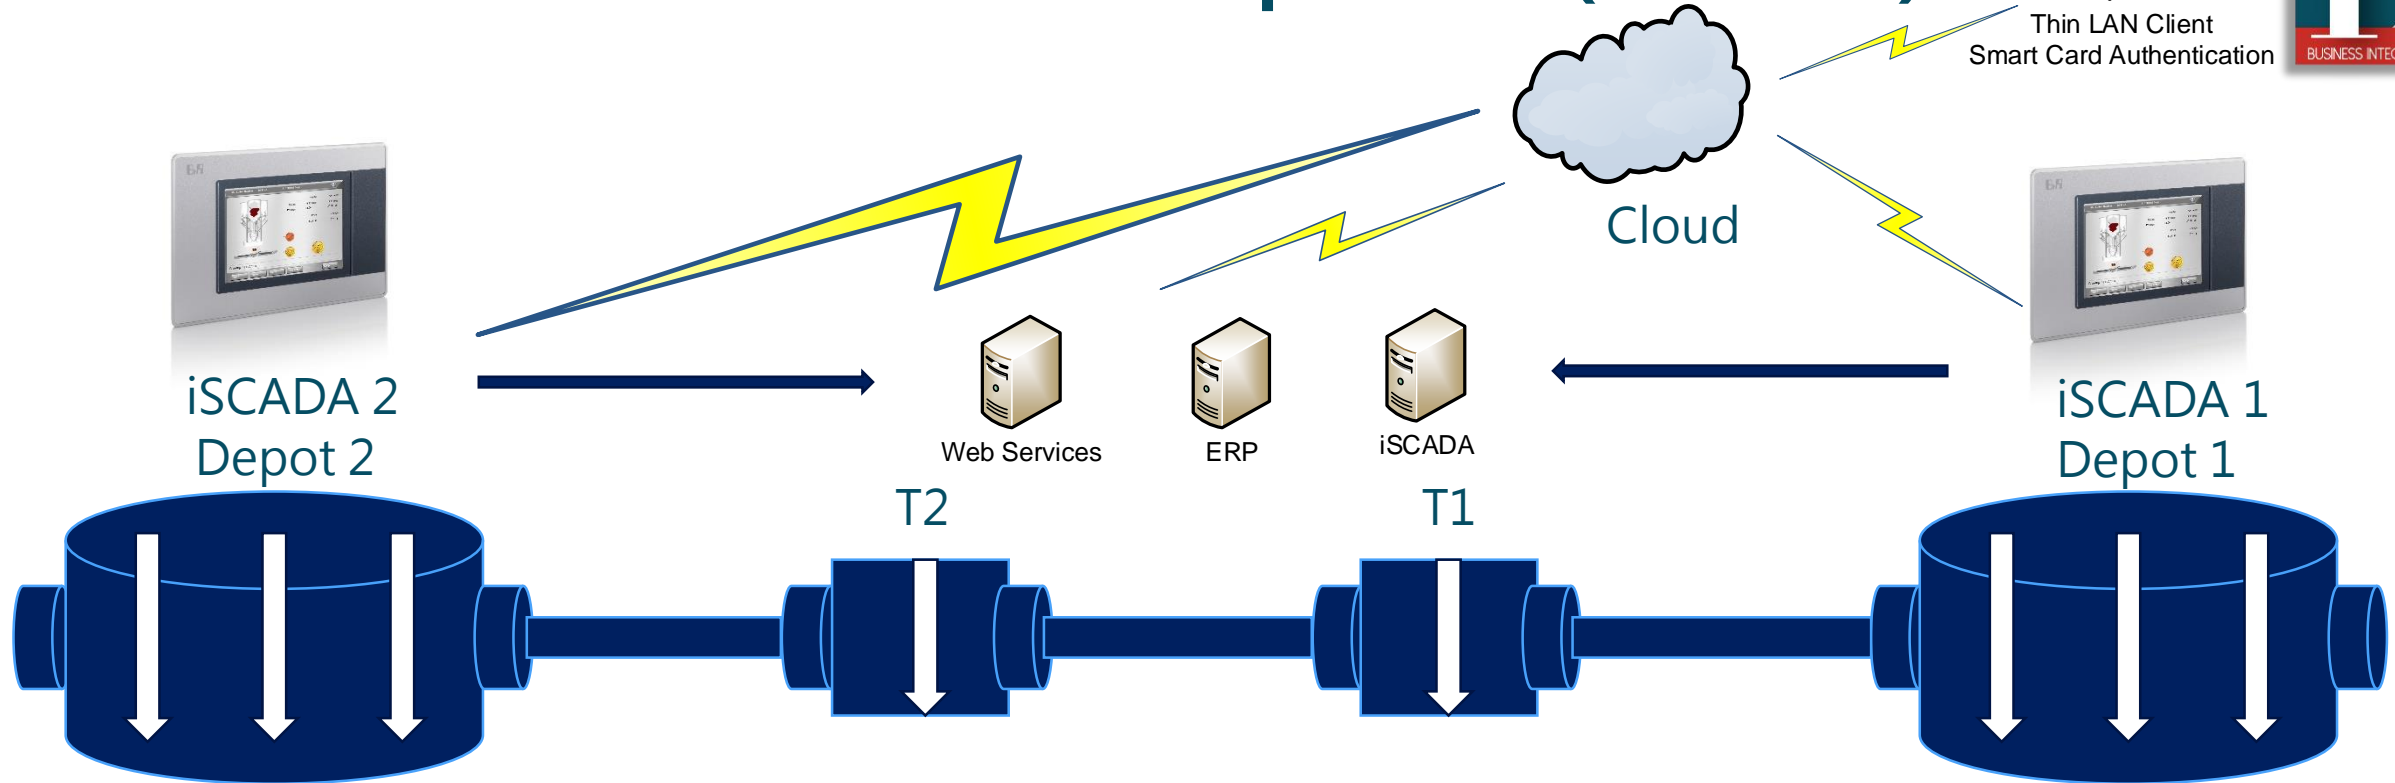 Thin LAN Client
Smart Card Authentication
Cloud
iSCADA 2
Depot 2
Web Services
ERP
iSCADA
iSCADA 1
Depot 1
T2
T1